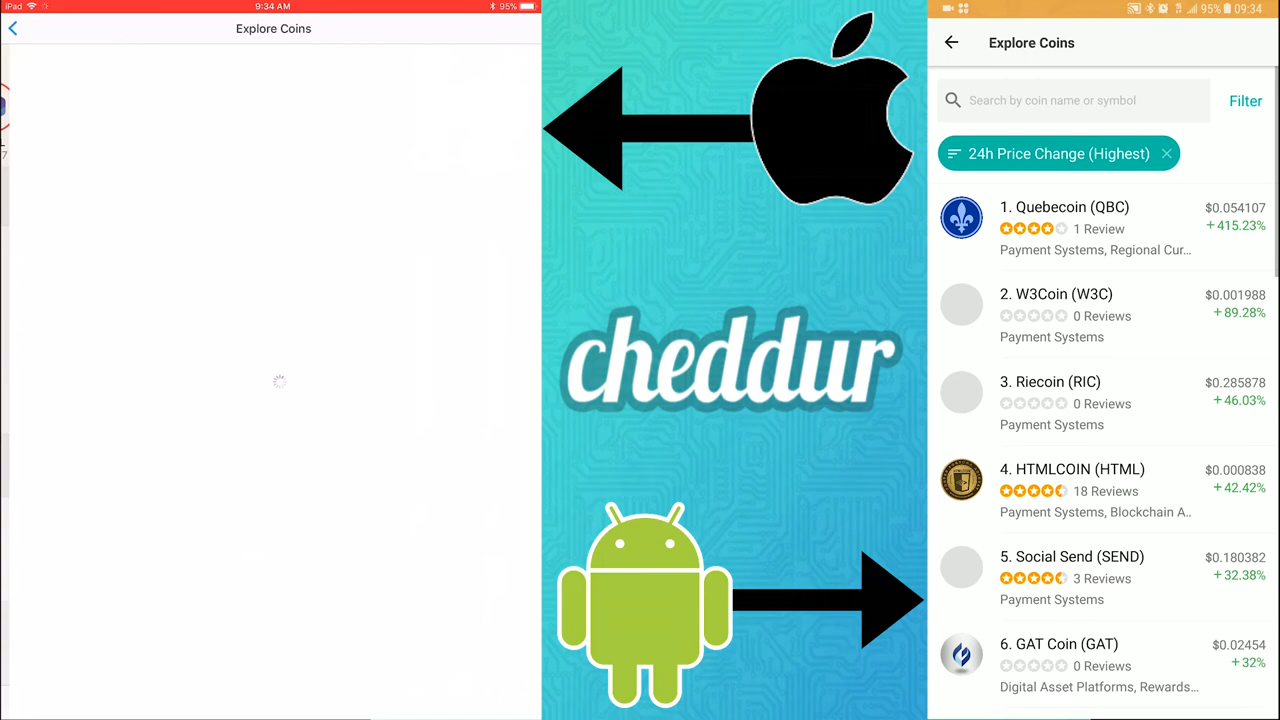 iPad
9:34 AM
95%
Explore Coins
7
cheddur
95% 09:34
Explore Coins
Search by coin name or symbol
Filter
24h Price Change (Highest)
1. Quebecoin (QBC)
$0.054107
1 Review
+415.23%
Payment Systems, Regional Cur...
2. W3Coin (W3C)
$0.001988
0 Reviews
+89.28%
Payment Systems
3. Riecoin (RIC)
$0.285878
0 Reviews
+46.03%
Payment Systems
4. HTMLCOIN (HTML)
$0.000838
18 Reviews
+42.42%
Payment Systems, Blockchain A..
5. Social Send (SEND)
$0.180382
3 Reviews
+32.38%
Payment Systems
6. GAT Coin (GAT)
$0.02454
0 Reviews
+32%
Digital Asset Platforms, Rewards...